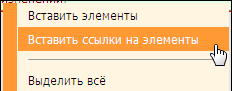 Вставить элементы
Вставить ссылки на элементы
Выделить всё